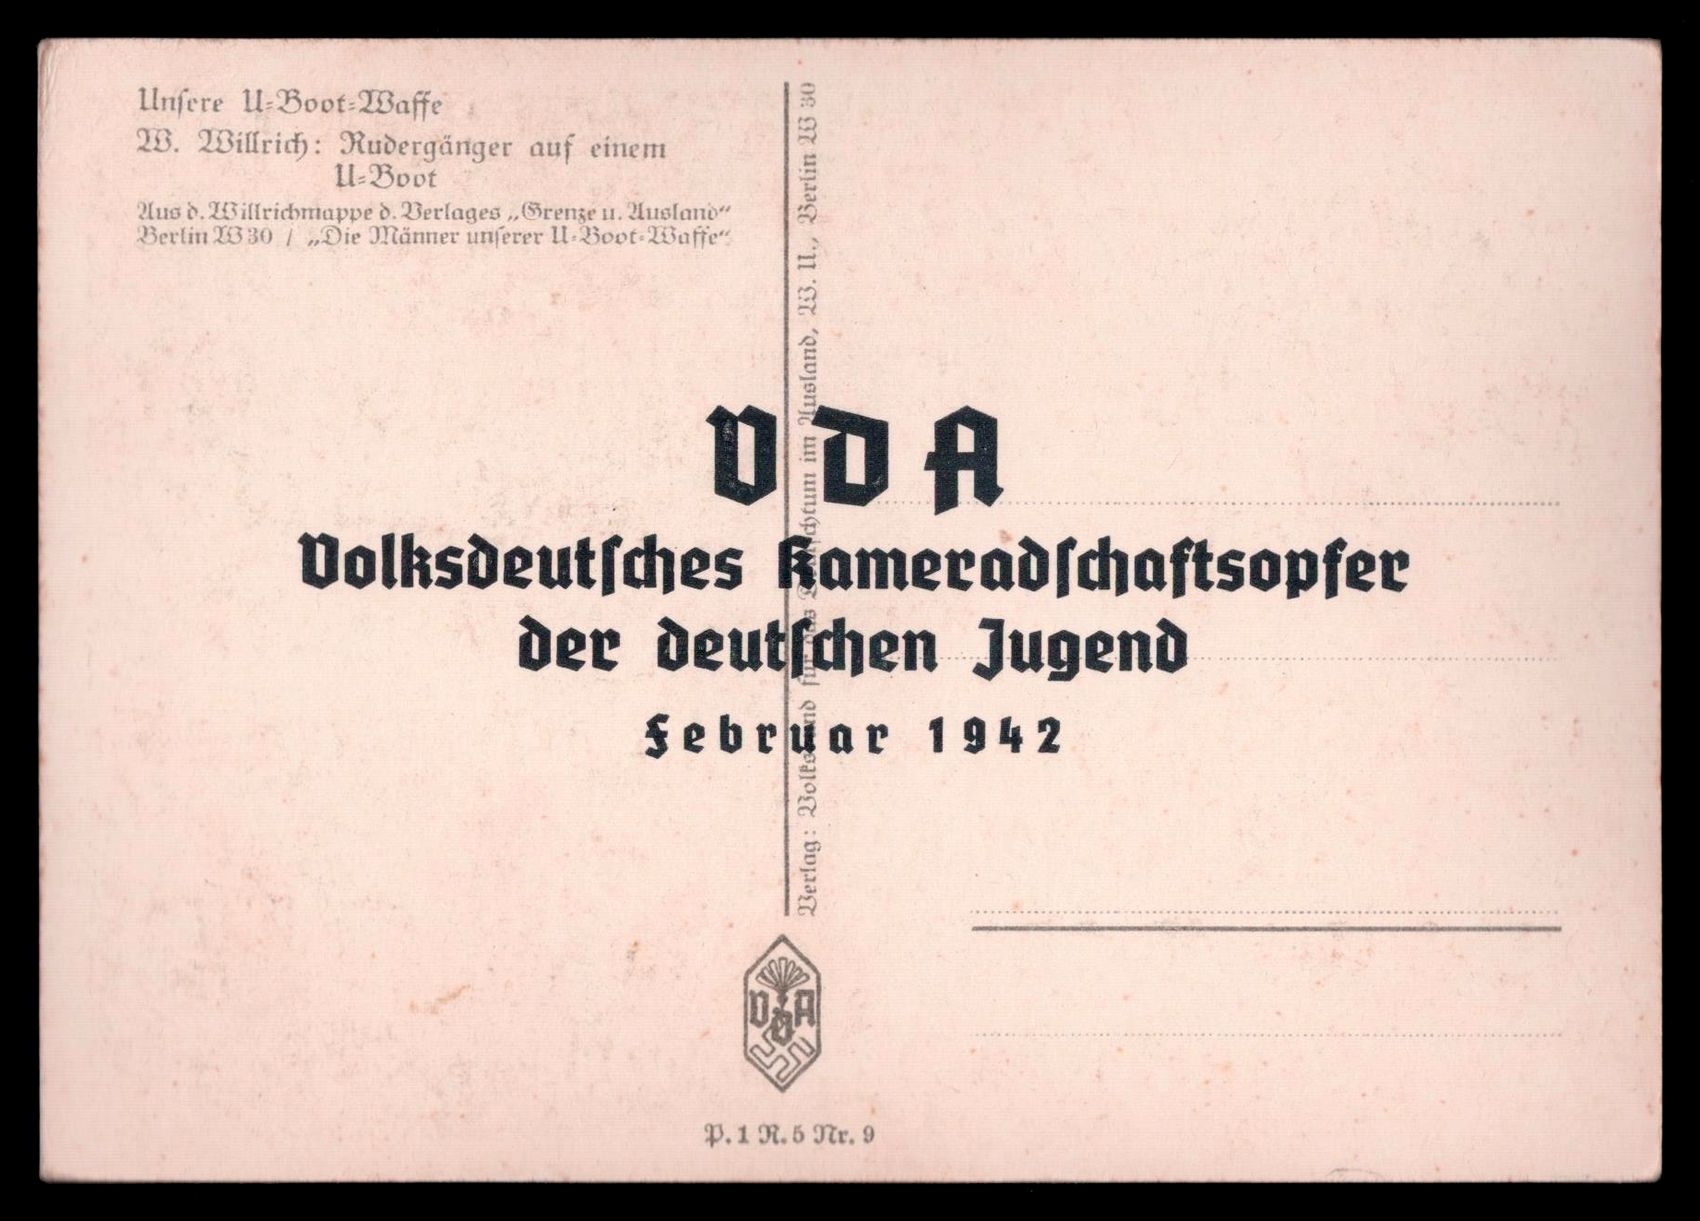 Unſere U=Boot=Waffe
W. Willrich: Rudergänger auf einem
U=Boot
Aus d. Willrichmappe d. Verlages „Grenze u. Ausland“
Berlin W 30 / „Die Männer unſerer U=Boot=Waffe“
Verlag: Volksbund für das Deutſchtum im Ausland, W. U., Berlin W 30
VDA
Volksdeutſches Kameradſchaftsopfer
der deutſchen Jugend
Februar 1942
VDA
P. 1 R. 5 Nr. 9